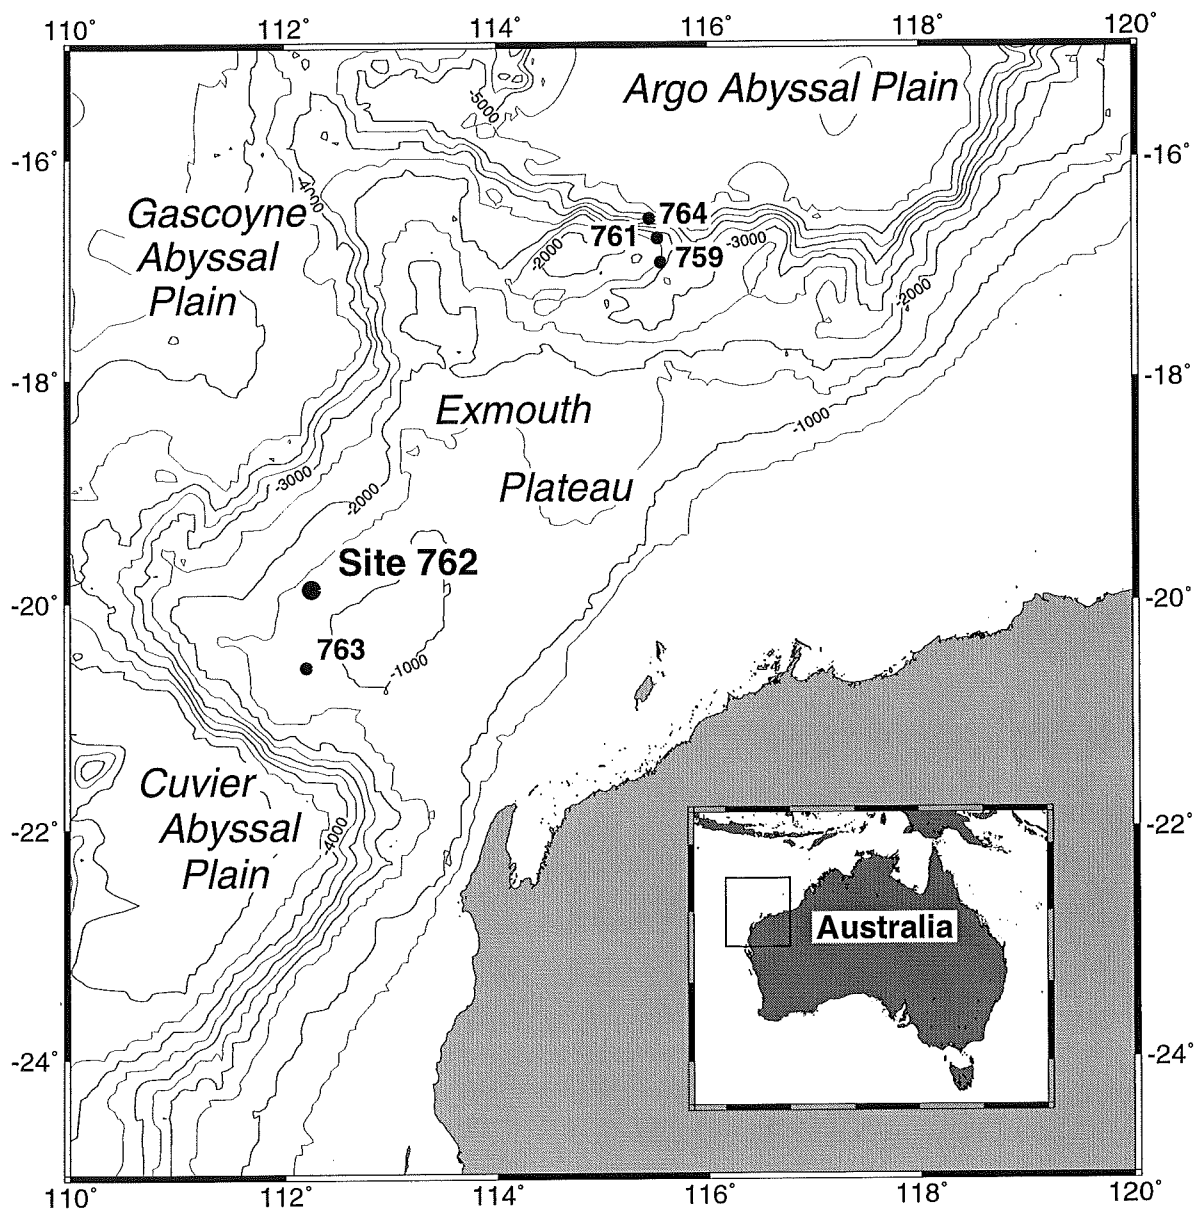 110° 112° 114° 116° 118° 120°
-5000
Argo Abyssal Plain
-16° -16°
-4000
Gascoyne
Abyssal
Plain
764
761
-3000
759
-2000
-2000
-18° -18°
Exmouth
-1000
Plateau
-3000
-2000
Site 762
-20° -20°
763
-1000
Cuvier
Abyssal
Plain
-4000
-22° -22°
Australia
-24° -24°
110° 112° 114° 116° 118° 120°